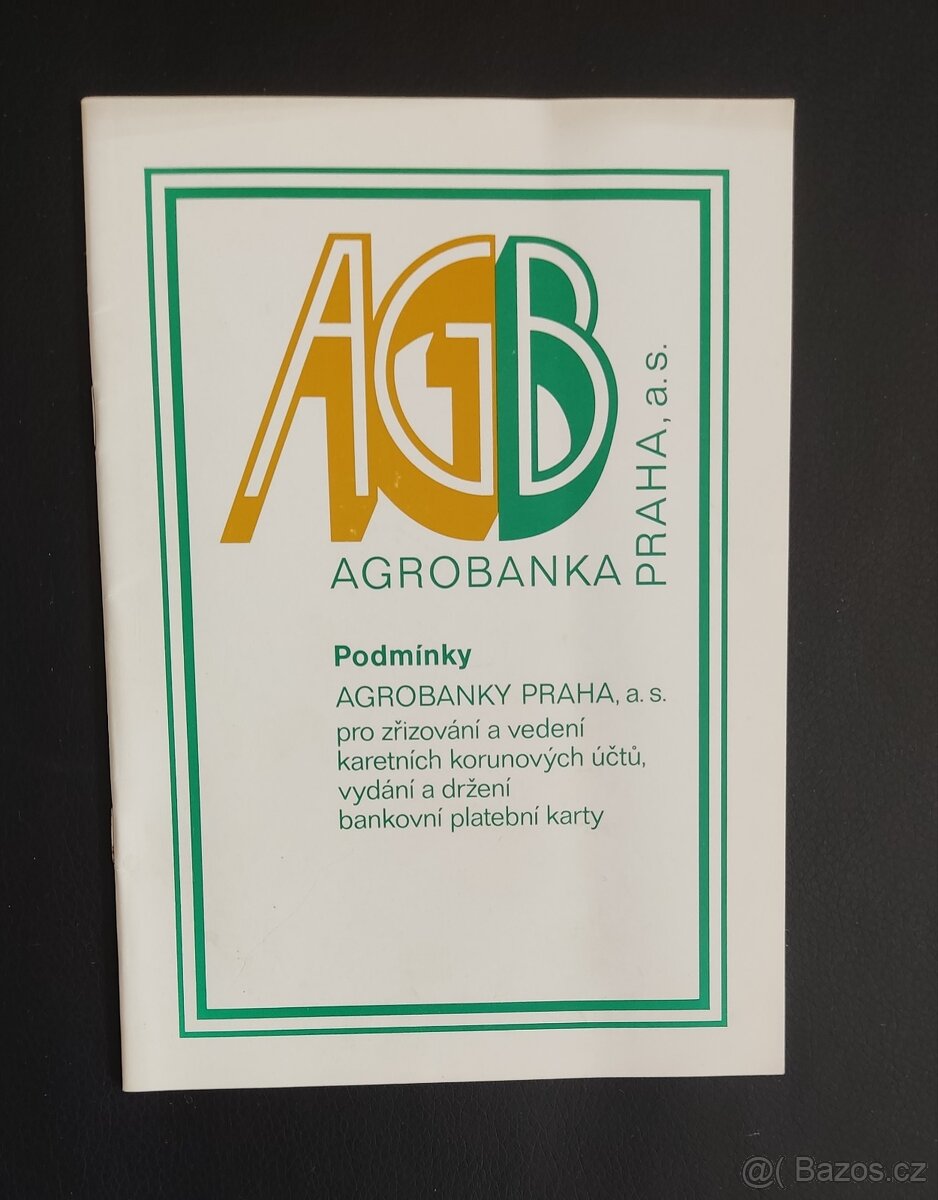 AGB
AGROBANKA
PRAHA, a.s.
Podmínky
AGROBANKY PRAHA, a. s.
pro zřizování a vedení
karetních korunových účtů,
vydání a držení
bankovní platební karty
@( Bazos.cz